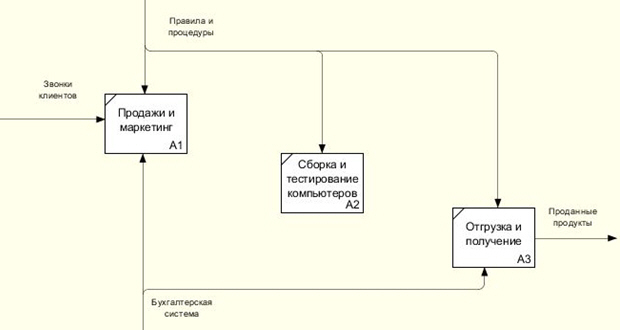 Правила и
процедуры
Звонки
клиентов
Продажи и
маркетинг
A1
Сборка и
тестирование
компьютеров
A2
Проданные
продукты
Отгрузка и
получение
A3
Бухгалтерская
система